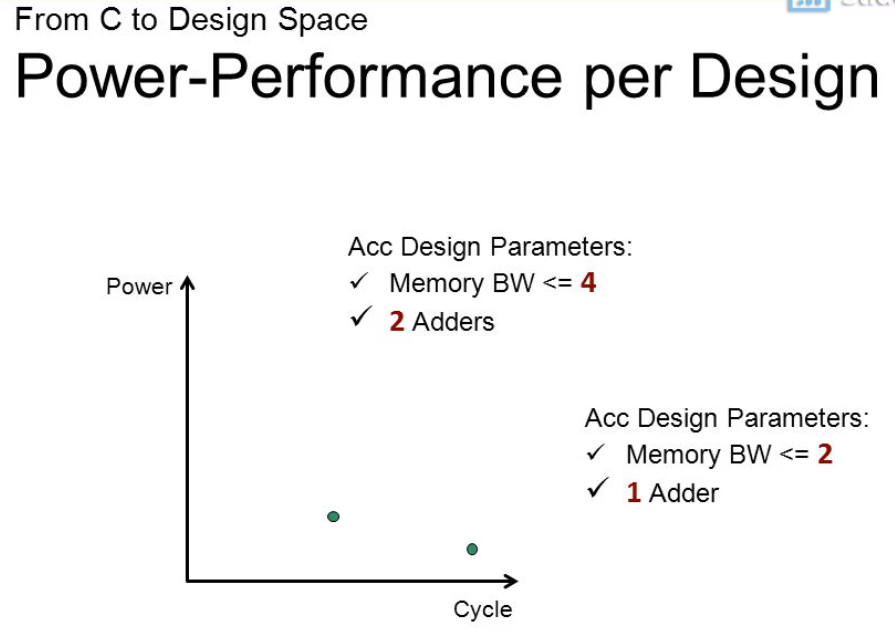 From C to Design Space
Power-Performance per Design
Acc Design Parameters:
Power
✓ Memory BW <= 4
✓ 2 Adders
Acc Design Parameters:
✓ Memory BW <= 2
✓ 1 Adder
Cycle